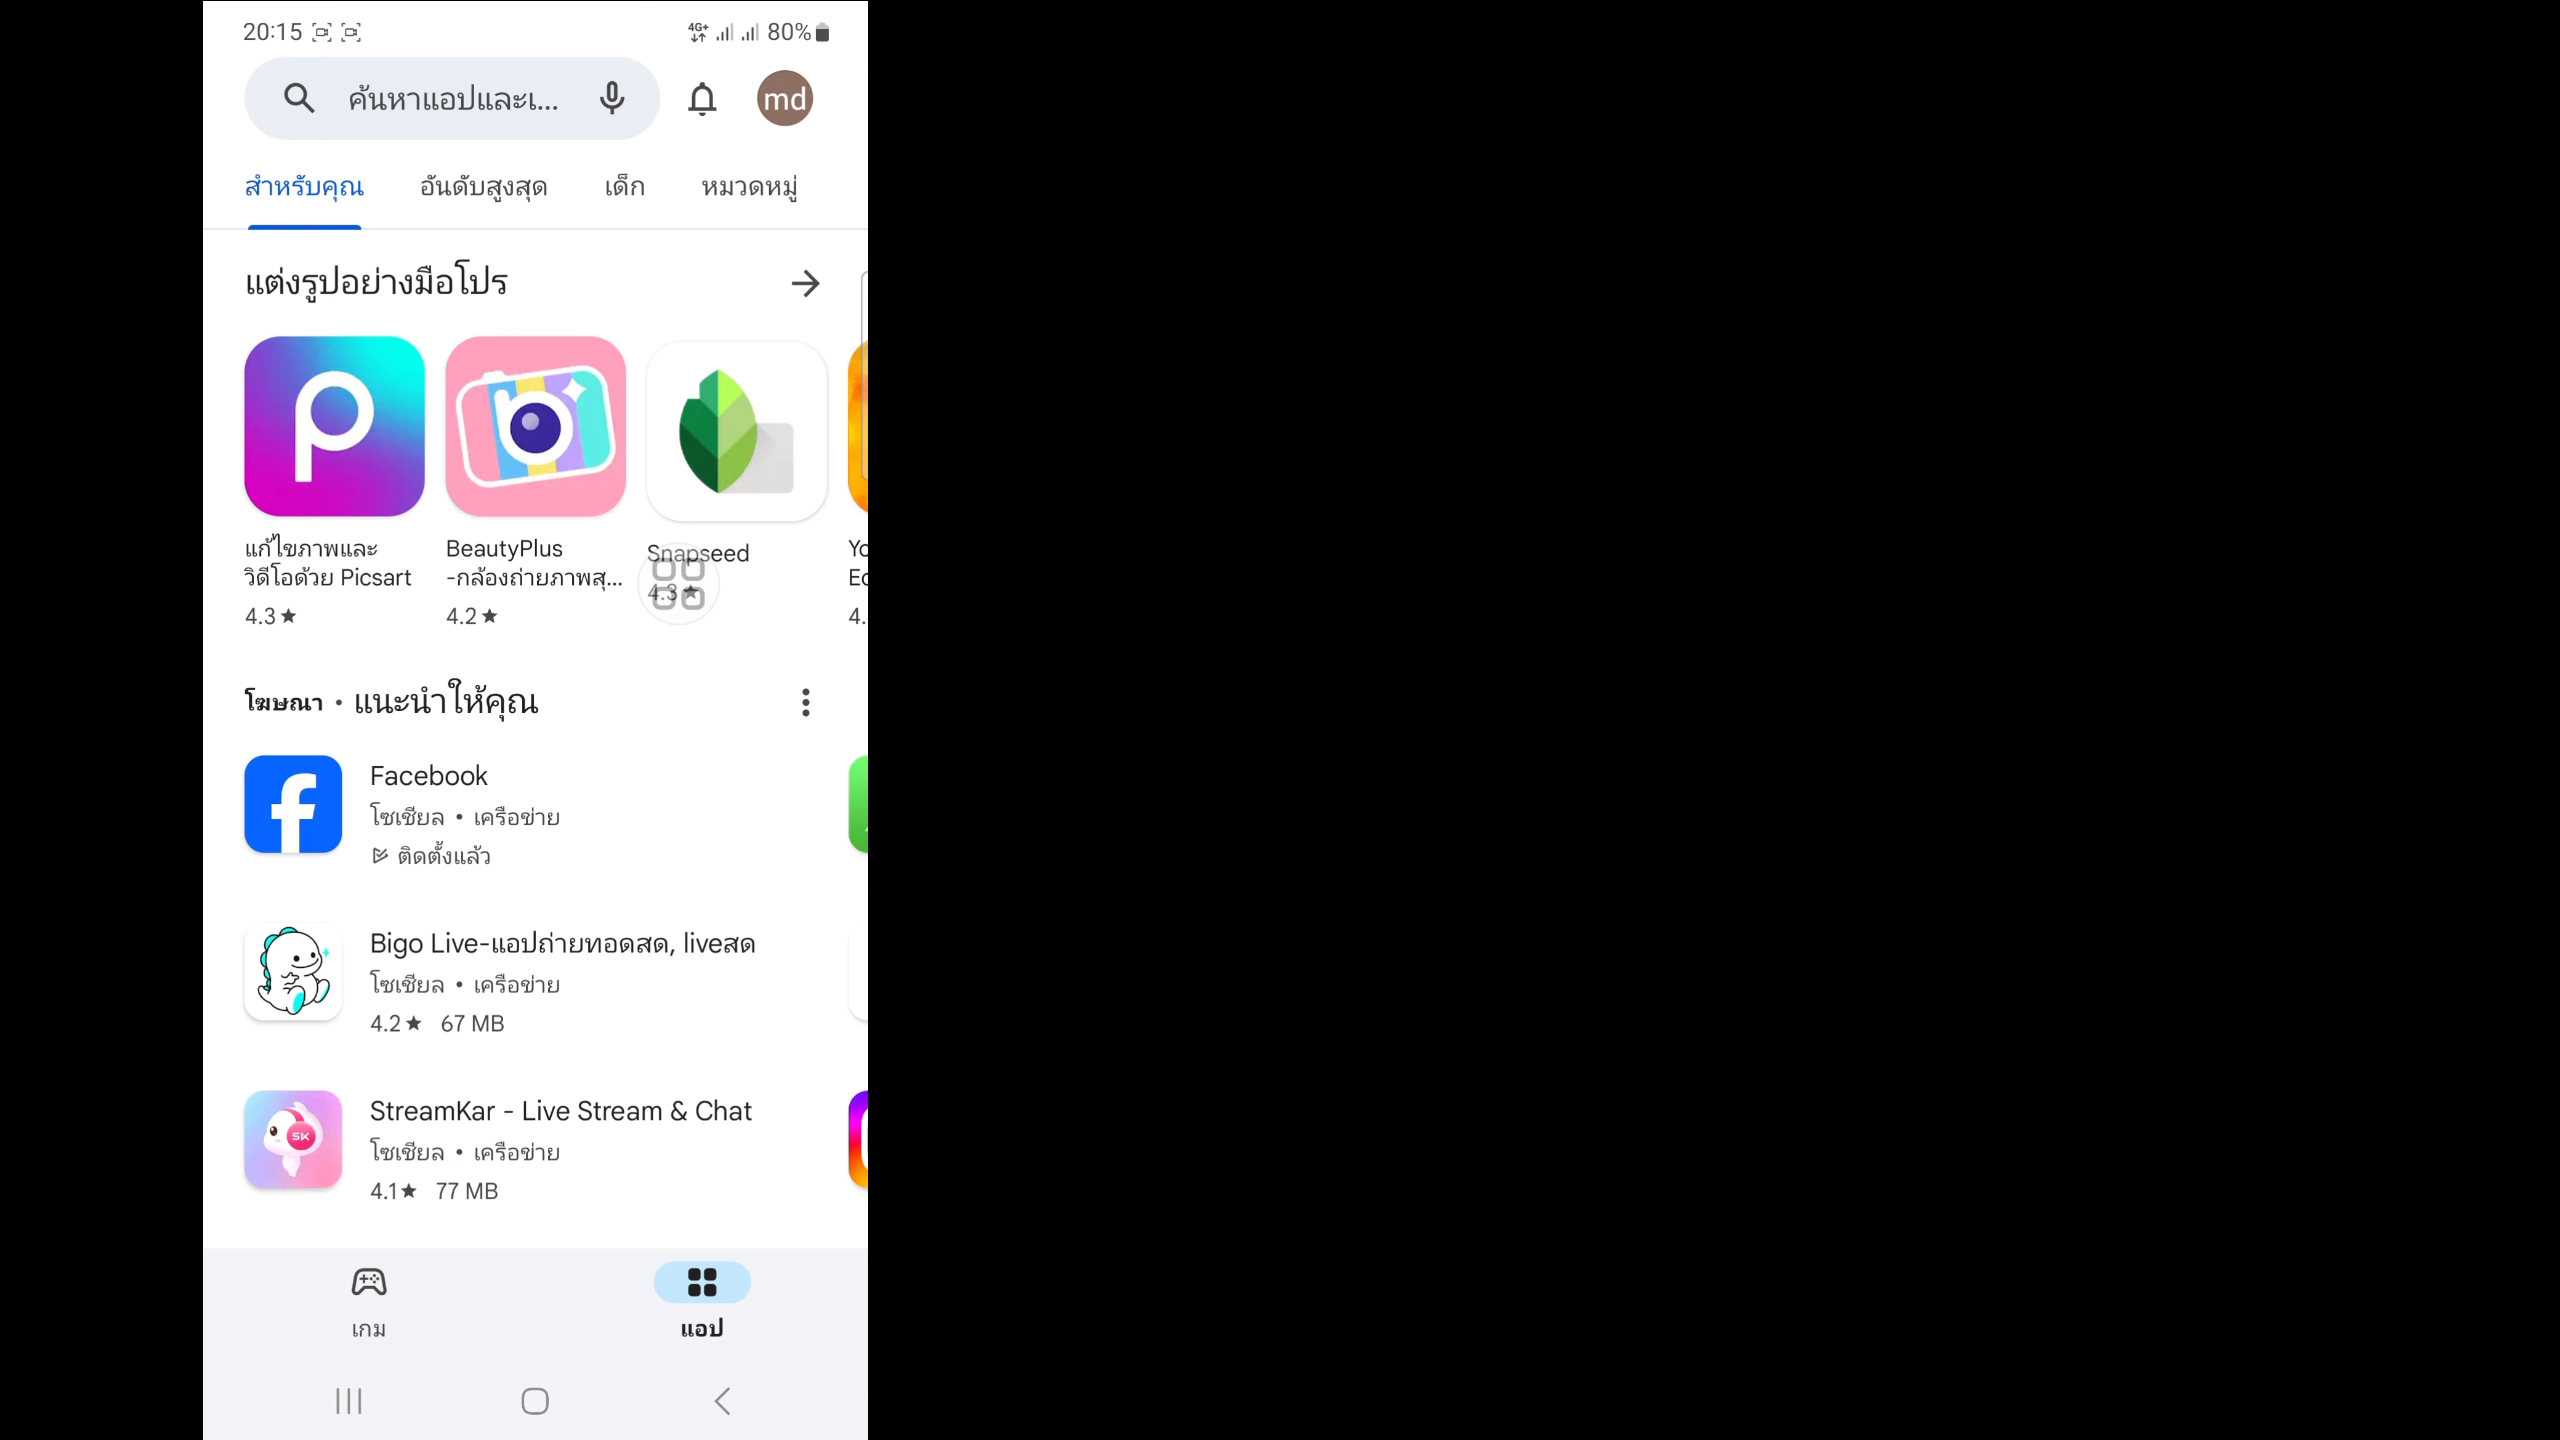 20:15 4G+ 80%
ค้นหาแอปและเ... md
สำหรับคุณ อันดับสูงสุด เด็ก หมวดหมู่
แต่งรูปอย่างมือโปร
แก้ไขภาพและ
วิดีโอด้วย Picsart
4.3★
BeautyPlus
-กล้องถ่ายภาพสุ...
4.2★
Snapseed
4.3★
โฆษณา • แนะนำให้คุณ
Facebook
โซเชียล • เครือข่าย
ติดตั้งแล้ว
Bigo Live-แอปถ่ายทอดสด, liveสด
โซเชียล • เครือข่าย
4.2★ 67 MB
SK
StreamKar - Live Stream & Chat
โซเชียล • เครือข่าย
4.1★ 77 MB
เกม แอป